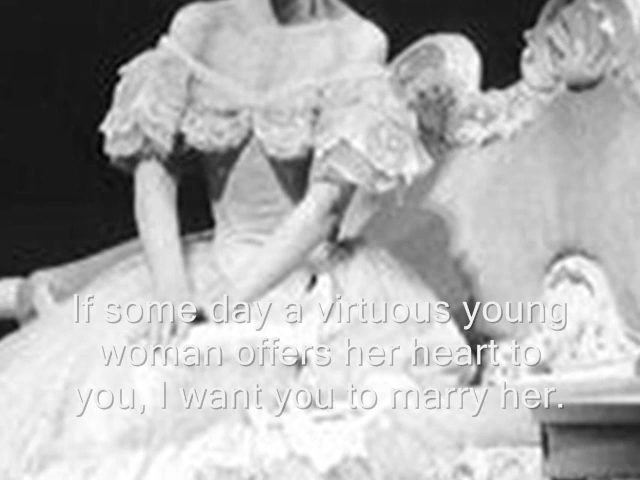 If some day a virtuous young
woman offers her heart to
you, I want you to marry her.